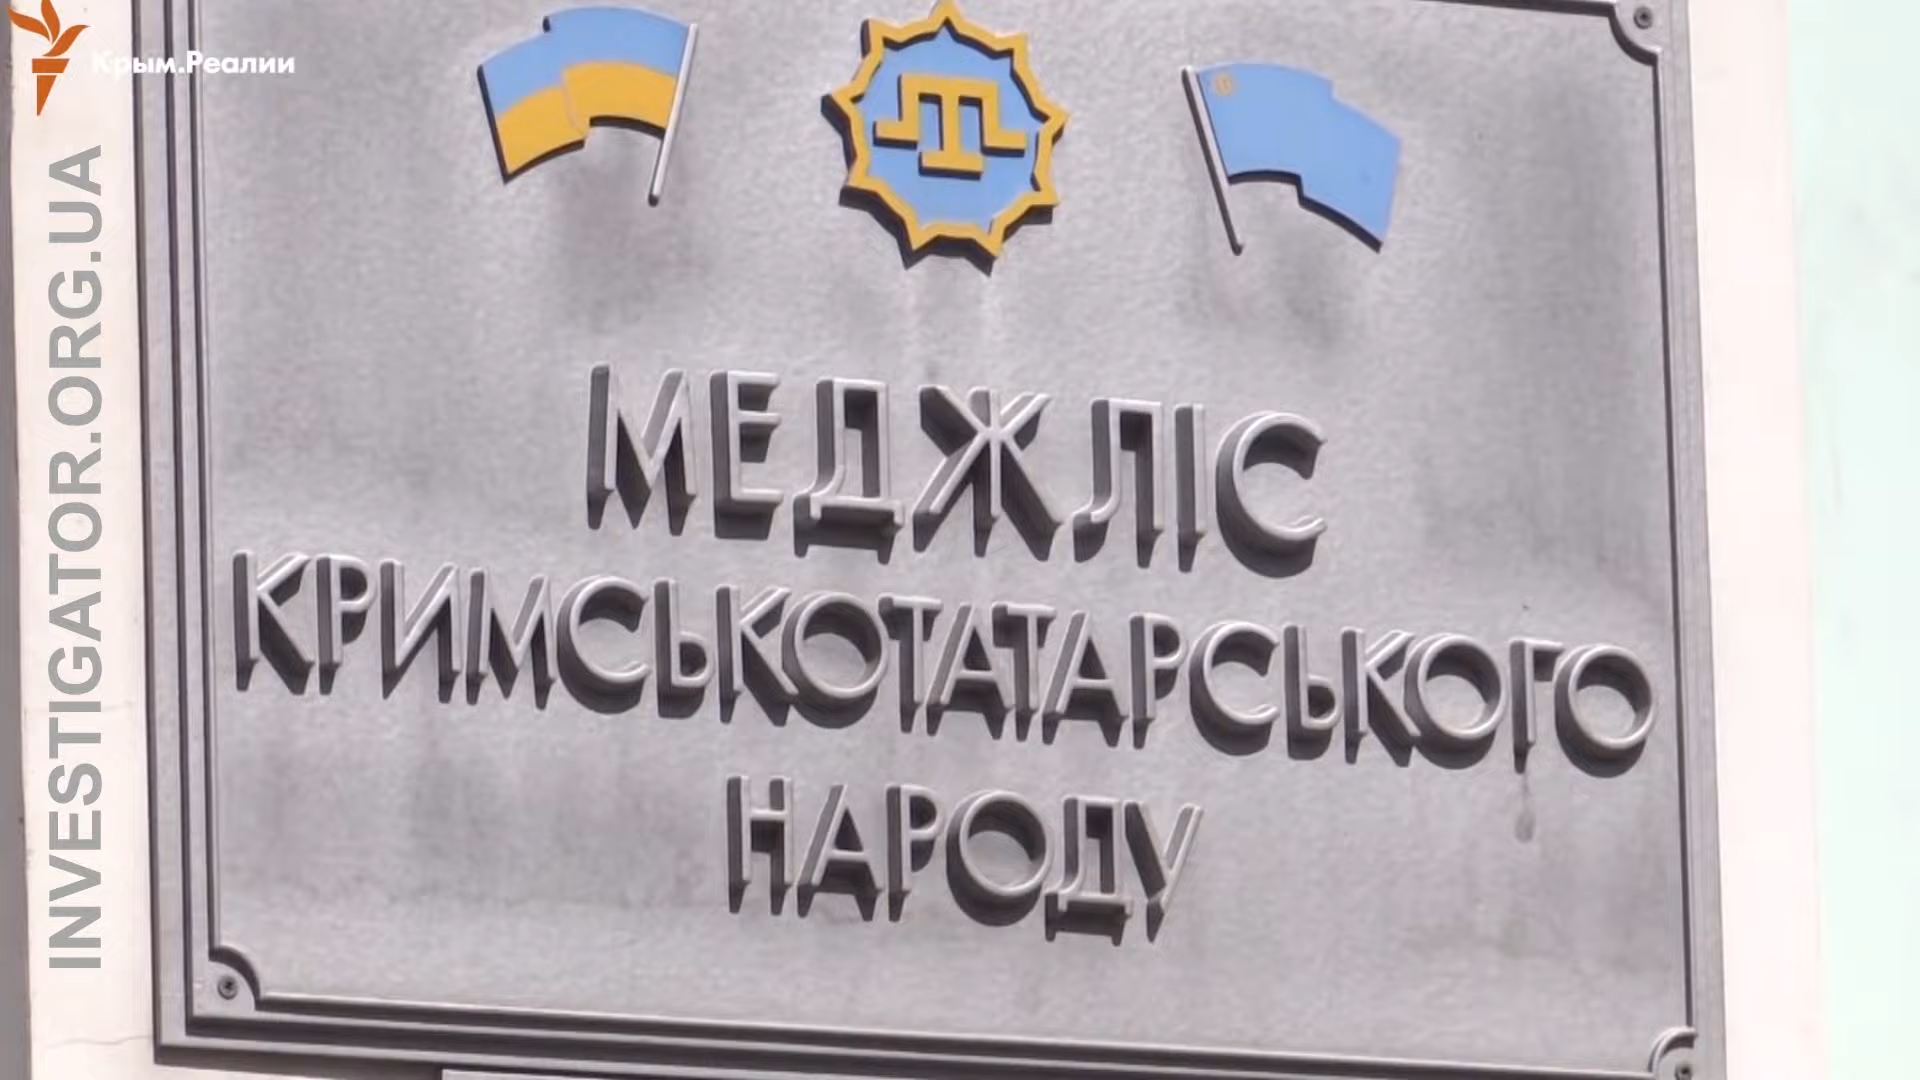 Крым.Реалии
INVESTIGATOR.ORG.UA
МЕДЖЛІС
КРИМСЬКОТАТАРСЬКОГО
НАРОДУ